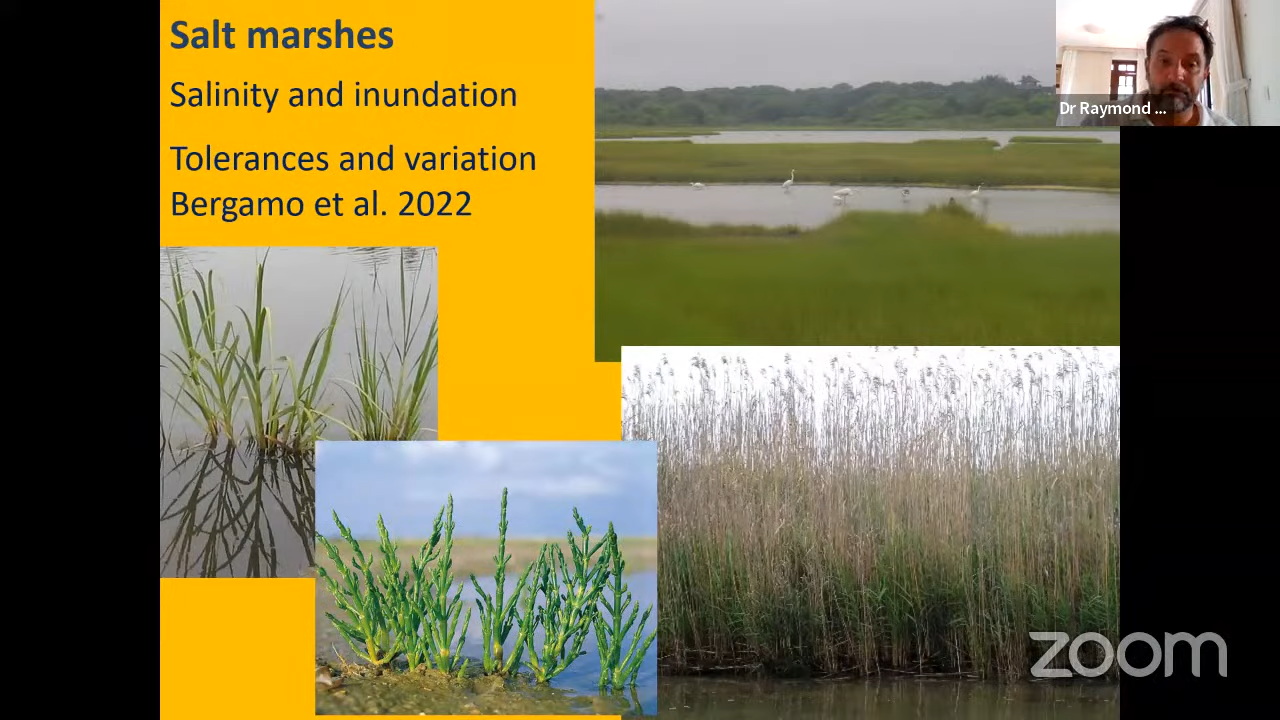 Salt marshes
Salinity and inundation
Tolerances and variation
Bergamo et al. 2022
Dr Raymond ...
zoom